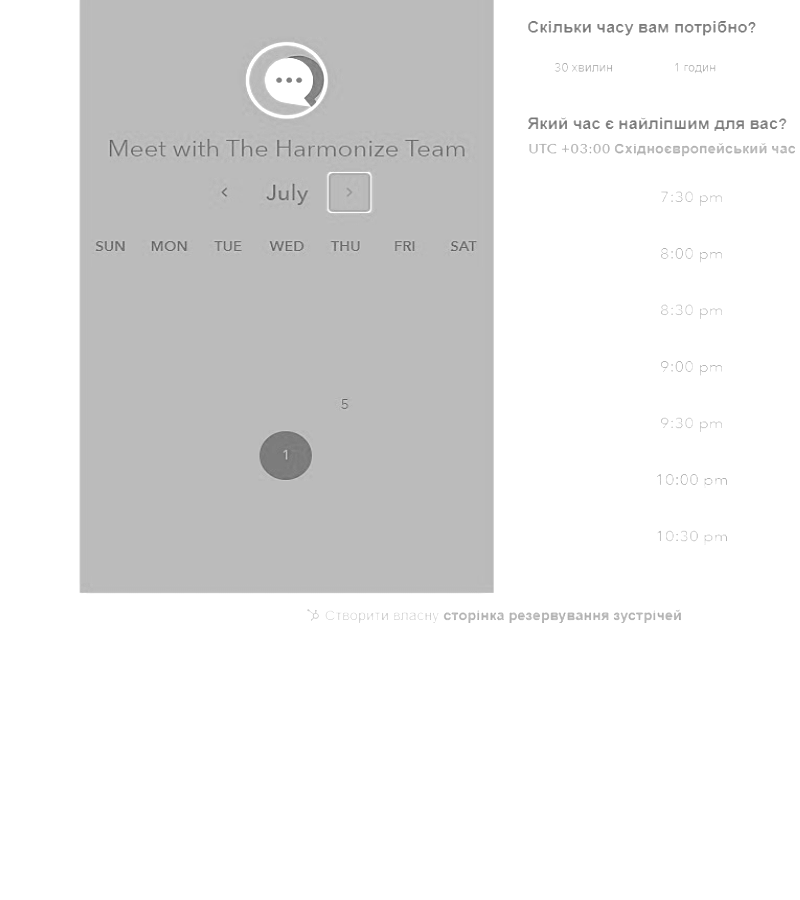 Meet with The Harmonize Team
July
SUN MON TUE WED THU FRI SAT
5
1
Скільки часу вам потрібно?
30 хвилин 1 годин
Який час є найліпшим для вас?
UTC +03:00 Східноєвропейський час
7:30 pm
8:00 pm
8:30 pm
9:00 pm
9:30 pm
10:00 pm
10:30 pm
Створити власну сторінка резервування зустрічей